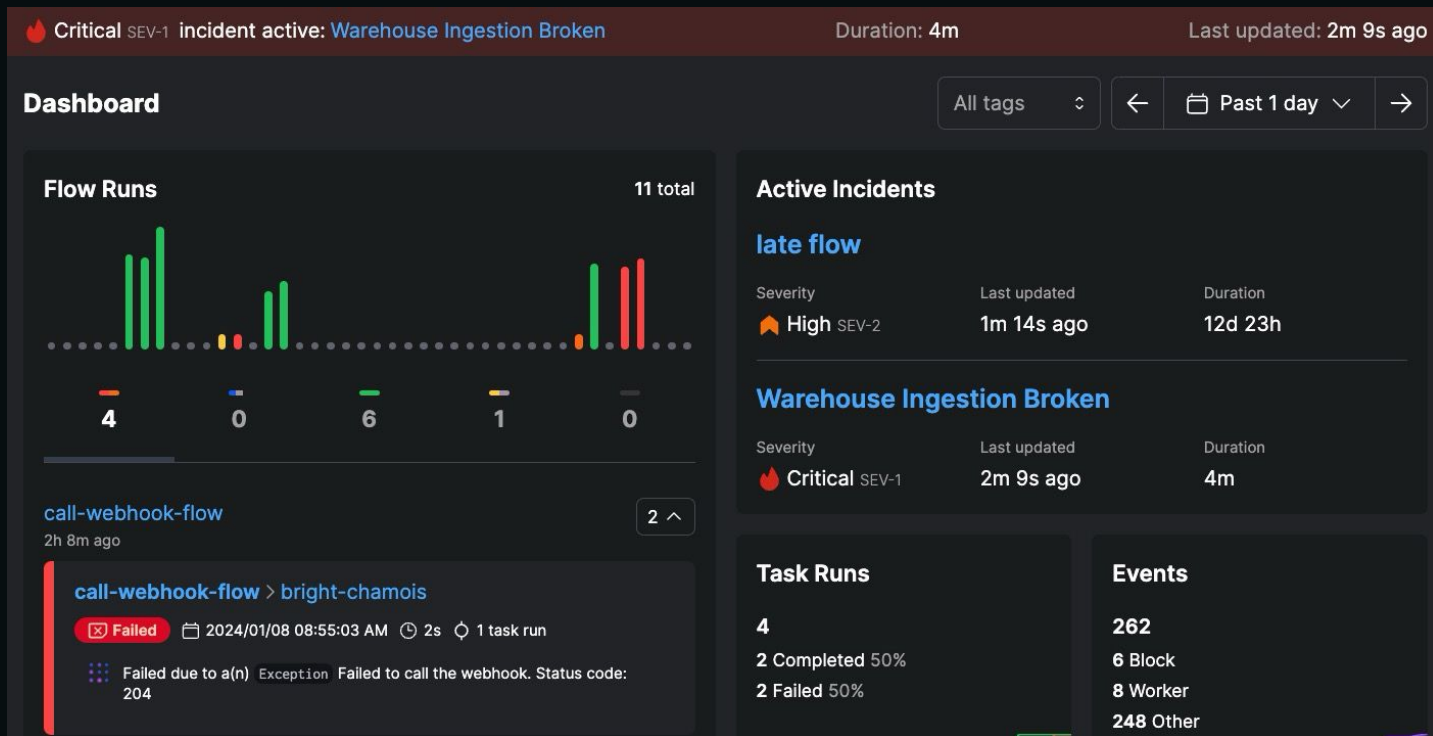 Critical SEV-1 incident active: Warehouse Ingestion Broken Duration: 4m Last updated: 2m 9s ago
Dashboard
All tags
Past 1 day
Flow Runs
11 total
4 0 6 1 0
call-webhook-flow
2
2h 8m ago
call-webhook-flow > bright-chamois
Failed 2024/01/08 08:55:03 AM 2s 1 task run
Failed due to a(n) Exception Failed to call the webhook. Status code:
204
Active Incidents
late flow
Severity Last updated Duration
High SEV-2 1m 14s ago 12d 23h
Warehouse Ingestion Broken
Severity Last updated Duration
Critical SEV-1 2m 9s ago 4m
Task Runs
4
2 Completed 50%
2 Failed 50%
Events
262
6 Block
8 Worker
248 Other